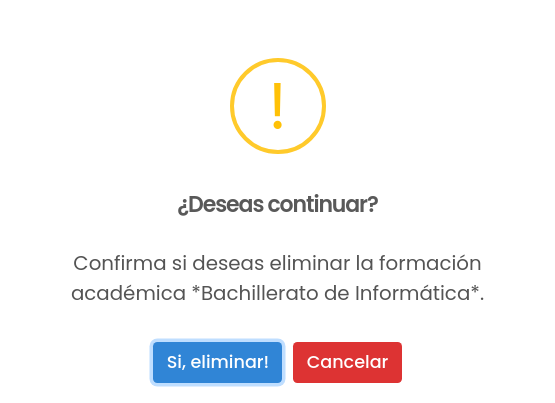 ¿Deseas continuar?
Confirma si deseas eliminar la formación
académica *Bachillerato de Informática*.
Si, eliminar!
Cancelar